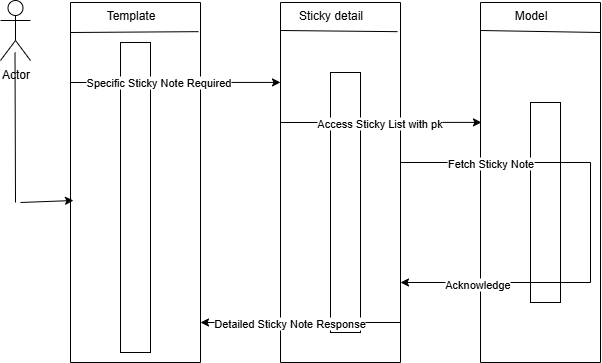 Template
Sticky detail
Model
Actor
Specific Sticky Note Required
Access Sticky List with pk
Fetch Sticky Note
Acknowledge
Detailed Sticky Note Response